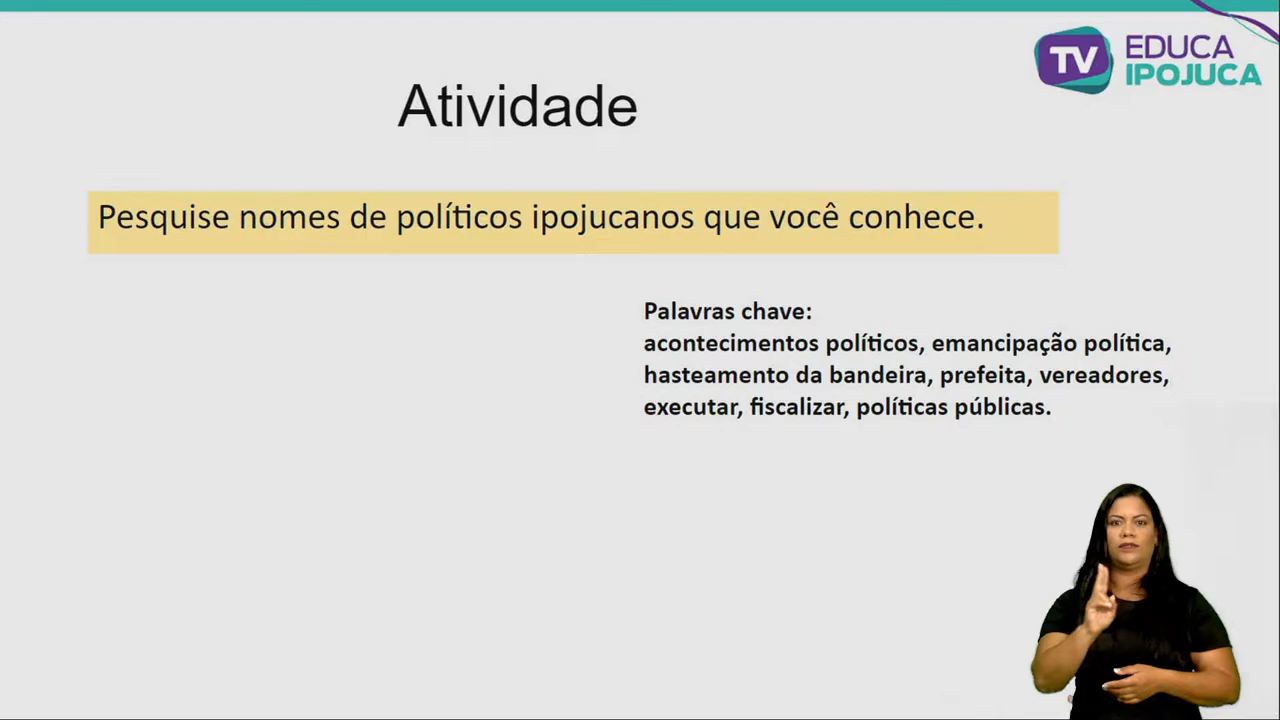 TV EDUCA
IPOJUCA
Atividade
Pesquise nomes de políticos ipojucanos que você conhece.
Palavras chave:
acontecimentos políticos, emancipação política,
hasteamento da bandeira, prefeita, vereadores,
executar, fiscalizar, políticas públicas.